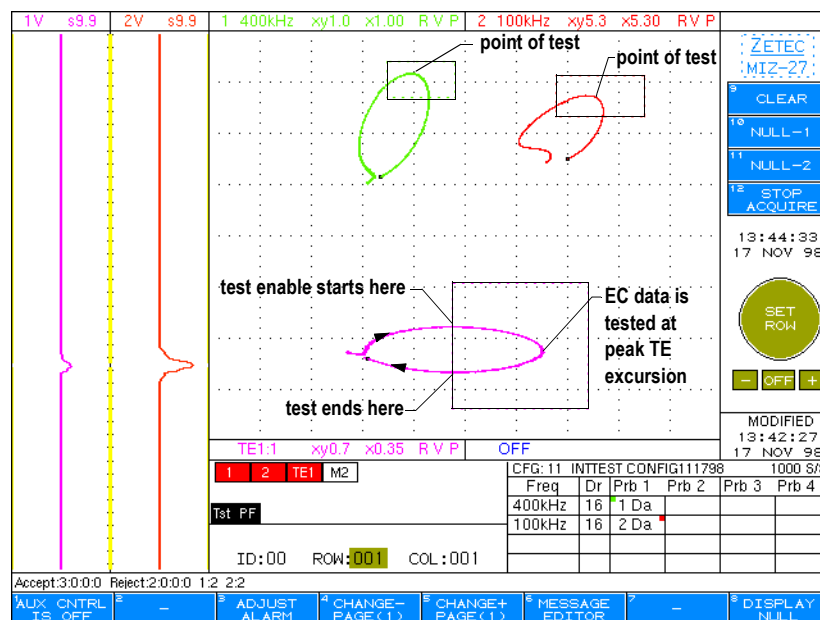 1V s9.9 2V s9.9 1 400kHz xy1.0 x1.00 R V P 2 100kHz xy5.3 x5.30 R V P
point of test
point of test
ZETEC
MIZ-27
9 CLEAR
10 NULL-1
11 NULL-2
12 STOP
ACQUIRE
13:44:33
17 NOV 98
test enable starts here
EC data is
tested at
peak TE
excursion
test ends here
SET
ROW
- OFF +
MODIFIED
13:42:27
17 NOV 98
TE1:1 xy0.7 x0.35 R V P OFF
1 2 TE1 M2
Tst PF
ID:00 ROW:001 COL:001
CFG: 11 INTTEST CONFIG111798 1000 S/
Freq Dr Prb 1 Prb 2 Prb 3 Prb 4
400kHz 16 1 Da
100kHz 16 2 Da
Accept:3:0:0:0 Reject:2:0:0:0 1:2 2:2
1 AUX CNTRL
IS OFF
2 -
3 ADJUST
ALARM
4 CHANGE-
PAGE(1)
5 CHANGE+
PAGE(1)
6 MESSAGE
EDITOR
7 -
8 DISPLAY
NULL